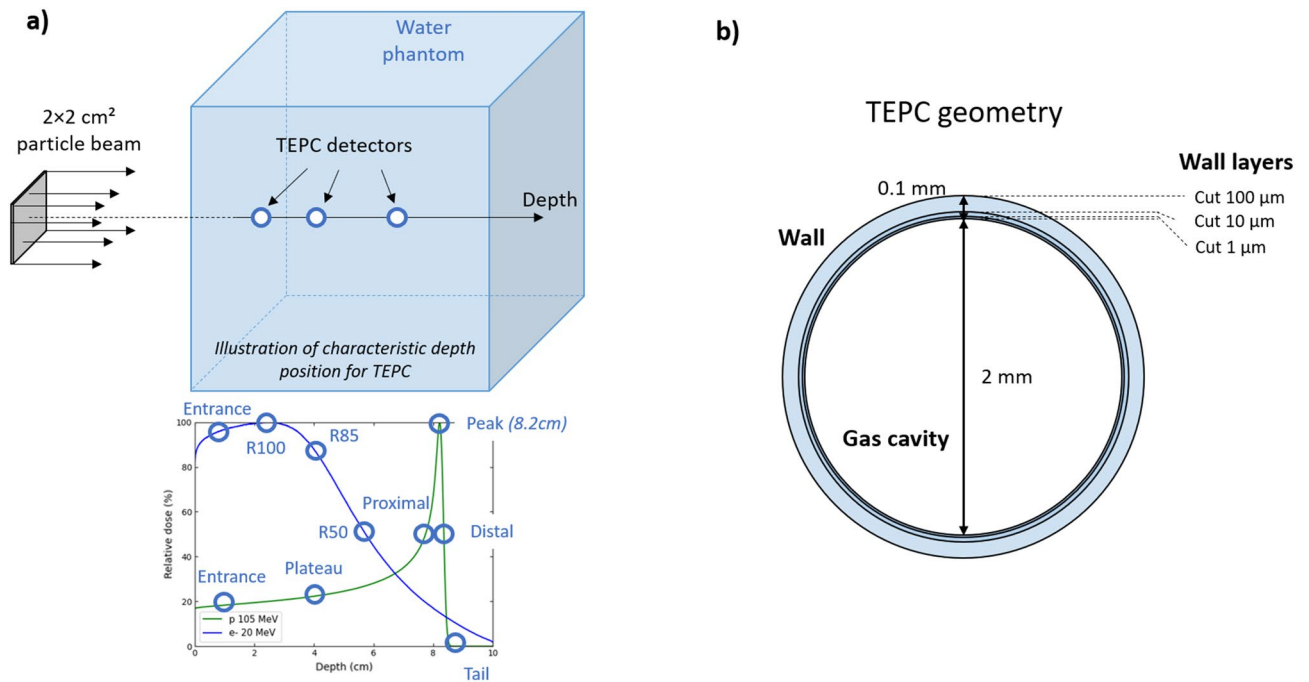 a)
Water
phantom
2×2 cm²
particle beam
TEPC detectors
Depth
Illustration of characteristic depth
position for TEPC
Entrance
R100
R85
Peak (8.2cm)
Proximal
R50
Distal
Plateau
Entrance
Tail
Relative dose (%)
100
80
60
40
20
0
p 105 MeV
e- 20 MeV
0 2 4 6 8 10
Depth (cm)
b)
TEPC geometry
Wall layers
0.1 mm
Cut 100 µm
Cut 10 µm
Cut 1 µm
Wall
2 mm
Gas cavity